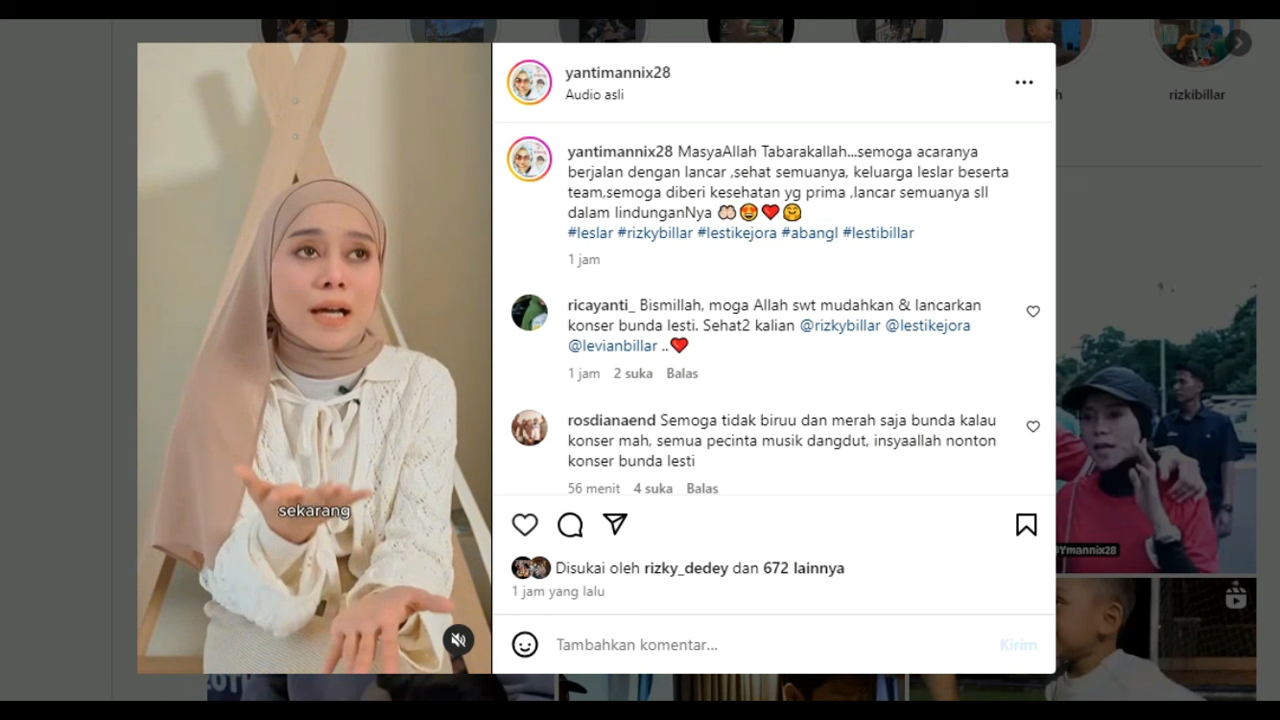 rizkibillar
yantimannix28
Audio asli
yantimannix28 MasyaAllah Tabarakallah...semoga acaranya
berjalan dengan lancar ,sehat semuanya, keluarga leslar beserta
team,semoga diberi kesehatan yg prima ,lancar semuanya sll
dalam lindunganNya 🤲🏻😍❤️🤗
#leslar #rizkybillar #lestikejora #abangl #lestibillar
1 jam
ricayanti_ Bismillah, moga Allah swt mudahkan & lancarkan
konser bunda lesti. Sehat2 kalian @rizkybillar @lestikejora
@levianbillar ..❤️
1 jam 2 suka Balas
rosdianaend Semoga tidak biruu dan merah saja bunda kalau
konser mah, semua pecinta musik dangdut, insyaallah nonton
konser bunda lesti
56 menit 4 suka Balas
sekarang
Disukai oleh rizky_dedey dan 672 lainnya
1 jam yang lalu
Tambahkan komentar...
Kirim
Ymannix28